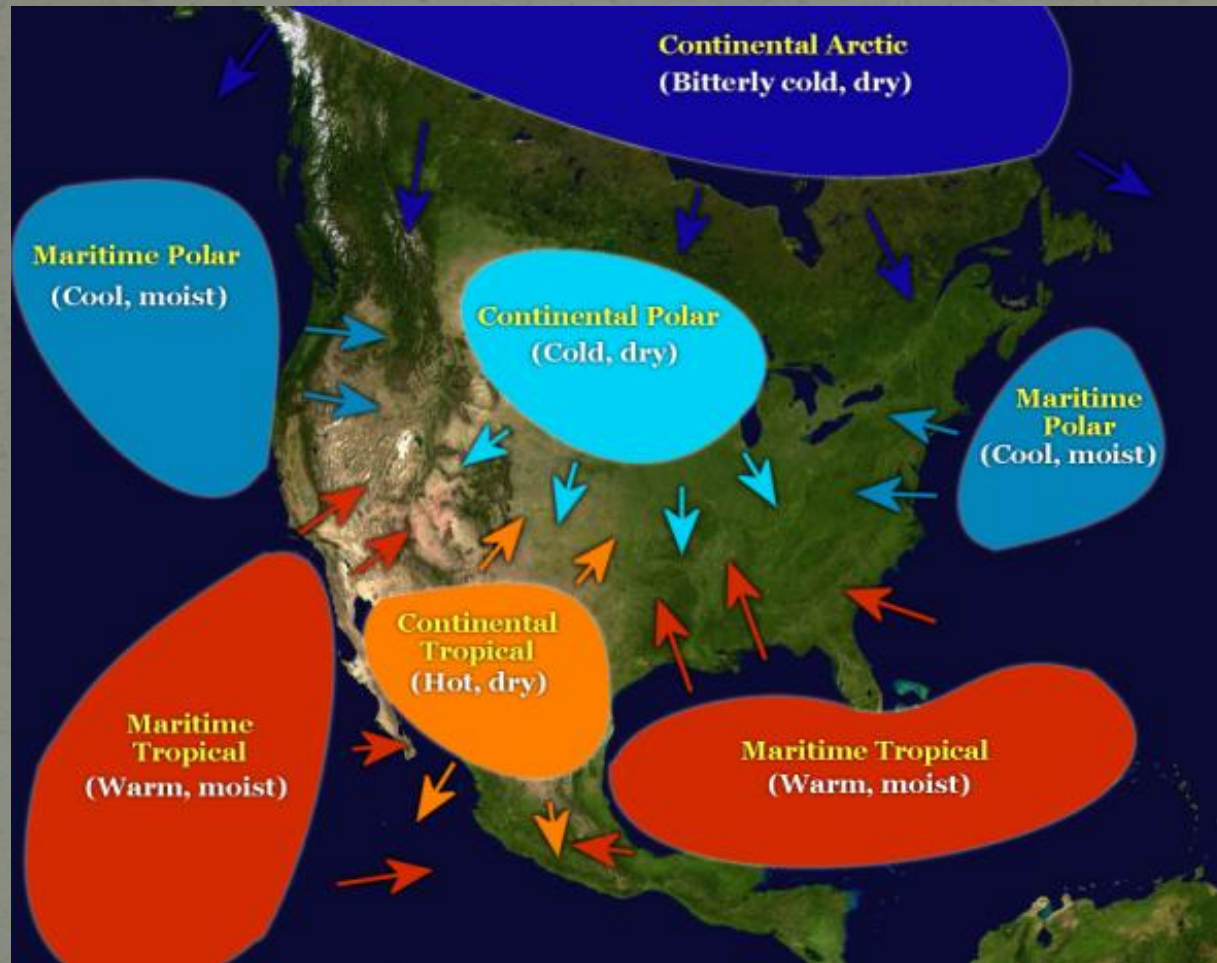 Continental Arctic
(Bitterly cold, dry)
Maritime Polar
(Cool, moist)
Continental Polar
(Cold, dry)
Maritime
Polar
(Cool, moist)
Continental
Tropical
(Hot, dry)
Maritime
Tropical
(Warm, moist)
Maritime Tropical
(Warm, moist)